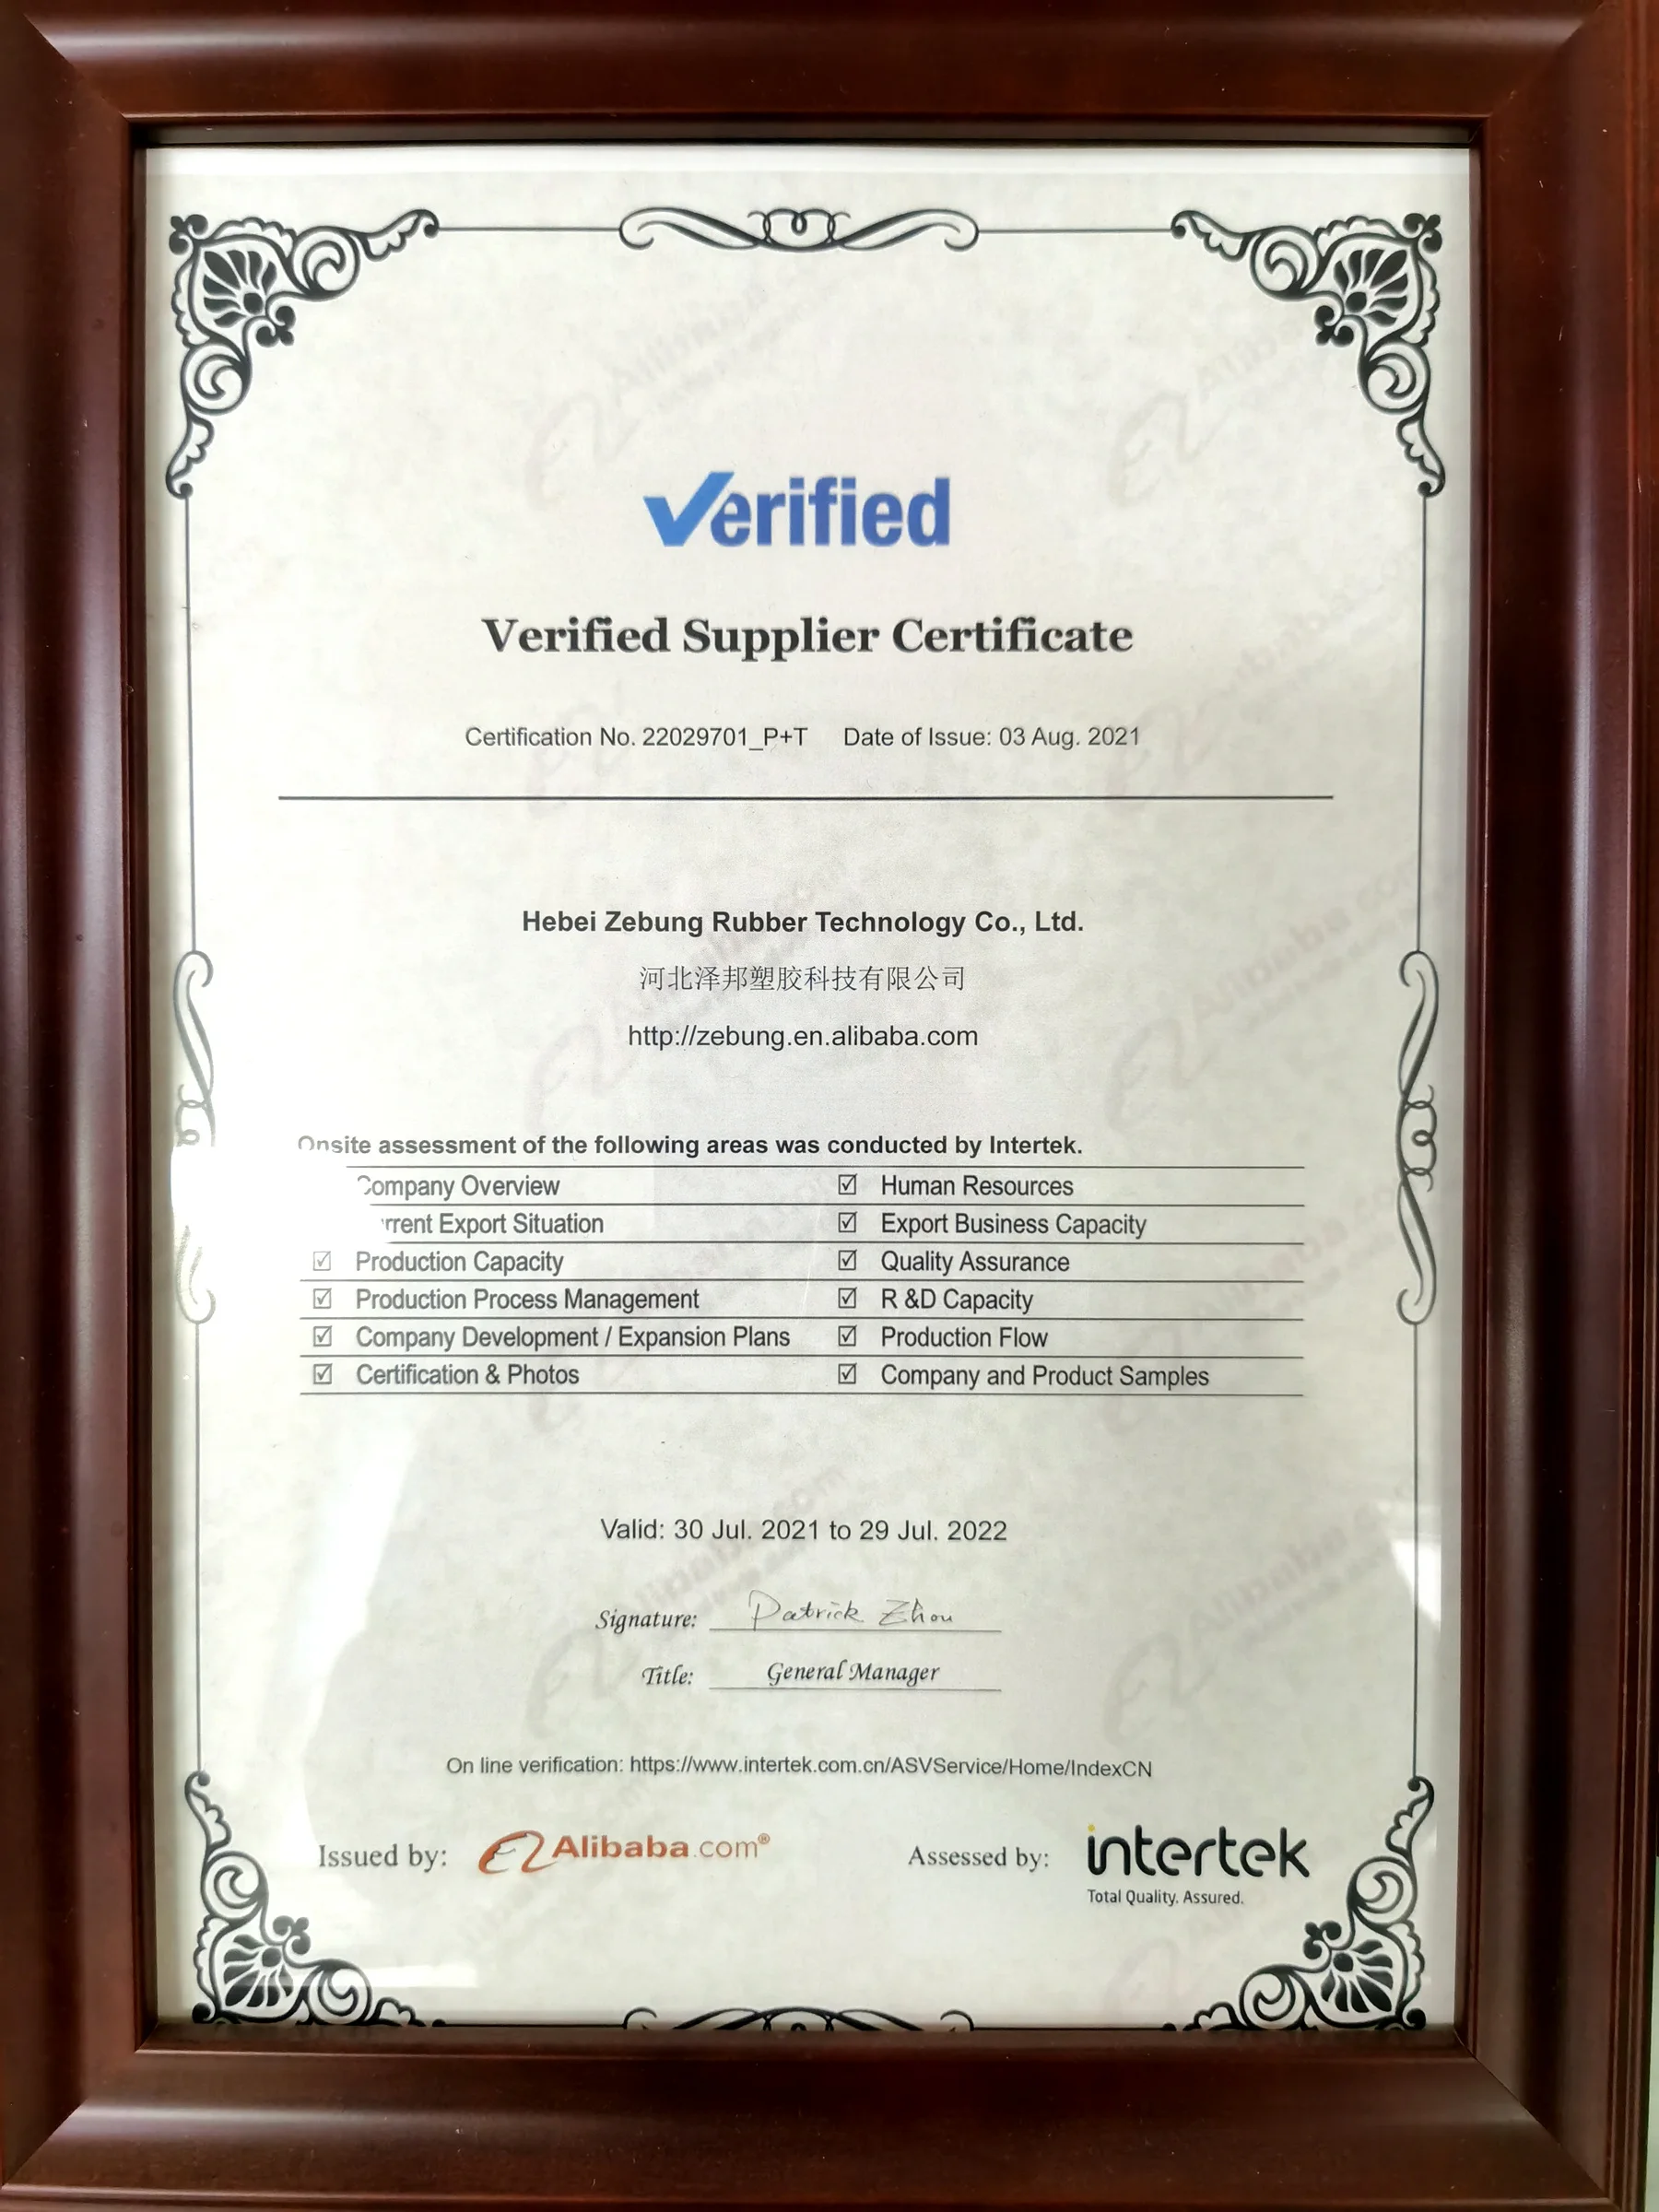 Verified
Verified Supplier Certificate
Certification No. 22029701_P+T Date of Issue: 03 Aug. 2021
Hebei Zebung Rubber Technology Co., Ltd.
河北泽邦塑胶科技有限公司
http://zebung.en.alibaba.com
Onsite assessment of the following areas was conducted by Intertek.
Company Overview ☑ Human Resources
Export Situation ☑ Export Business Capacity
☑ Production Capacity ☑ Quality Assurance
☑ Production Process Management ☑ R &D Capacity
☑ Company Development / Expansion Plans ☑ Production Flow
☑ Certification & Photos ☑ Company and Product Samples
Valid: 30 Jul. 2021 to 29 Jul. 2022
Signature: Patrick Zhou
Title: General Manager
On line verification: https://www.intertek.com.cn/ASVService/Home/IndexCN
Issued by: Alibaba.com® Assessed by: intertek
Total Quality. Assured.